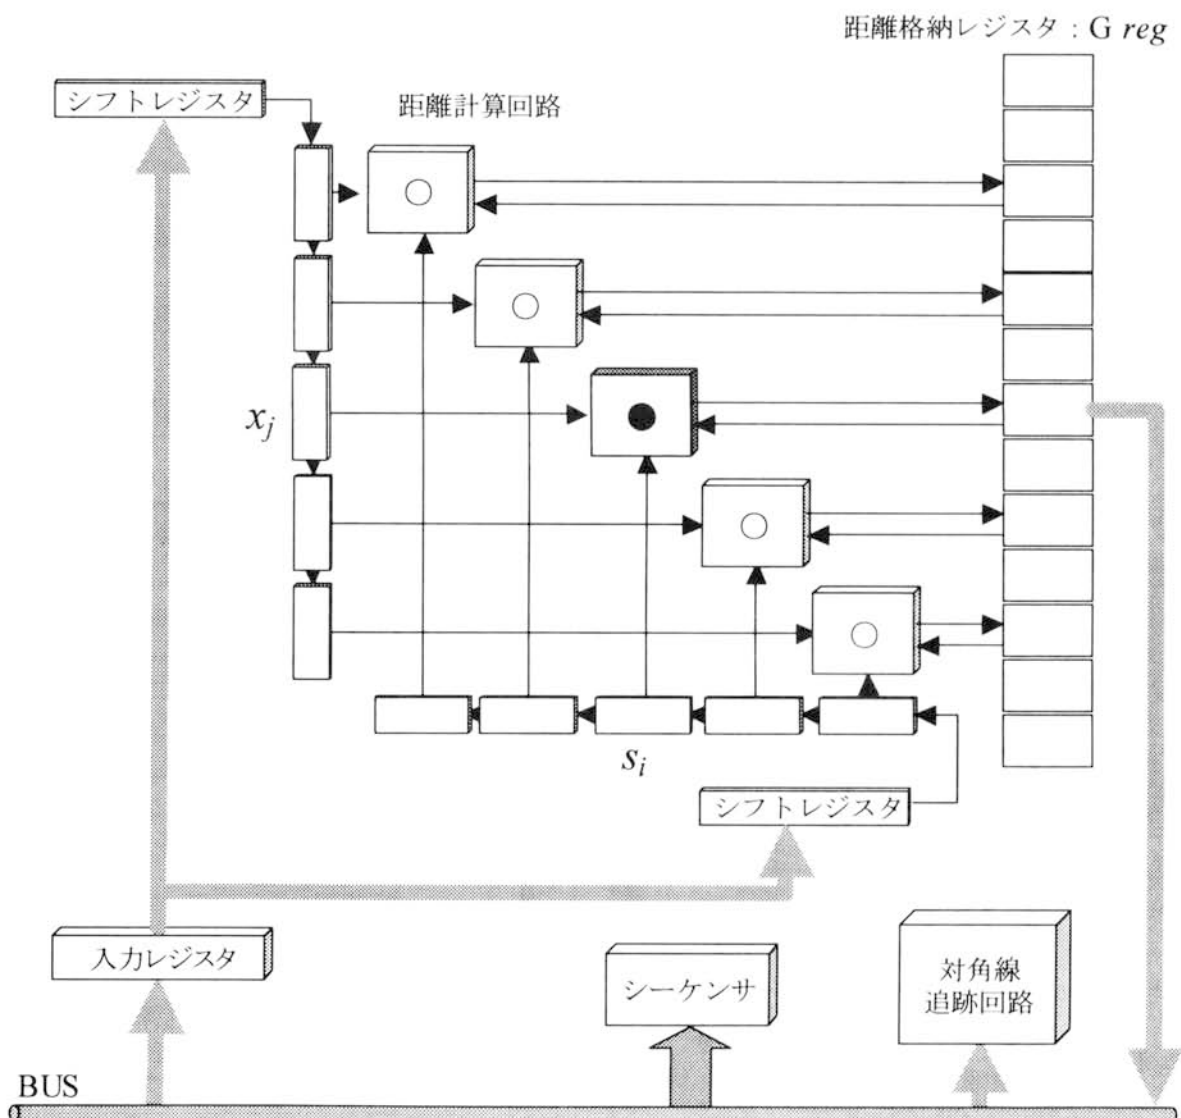 距離格納レジスタ : G reg
シフトレジスタ
距離計算回路
xj
si
シフトレジスタ
入力レジスタ
シーケンサ
対角線
追跡回路
BUS